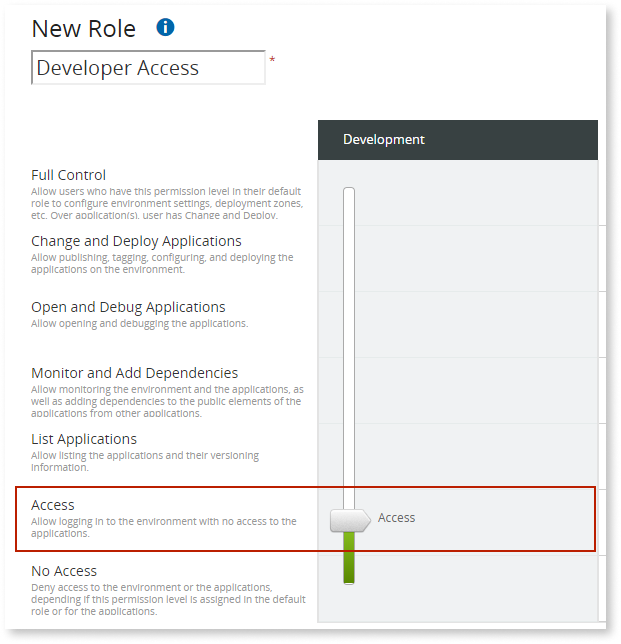 New Role
Developer Access
*
Development
Full Control
Allow users who have this permission level in their default
role to configure environment settings, deployment zones,
etc. Over application(s), user has Change and Deploy.
Change and Deploy Applications
Allow publishing, tagging, configuring, and deploying the
applications on the environment.
Open and Debug Applications
Allow opening and debugging the applications.
Monitor and Add Dependencies
Allow monitoring the environment and the applications, as
well as adding dependencies to the public elements of the
applications from other applications.
List Applications
Allow listing the applications and their versioning
information.
Access
Allow logging in to the environment with no access to the
applications.
Access
No Access
Deny access to the environment or the applications,
depending if this permission level is assigned in the default
role or for the applications.